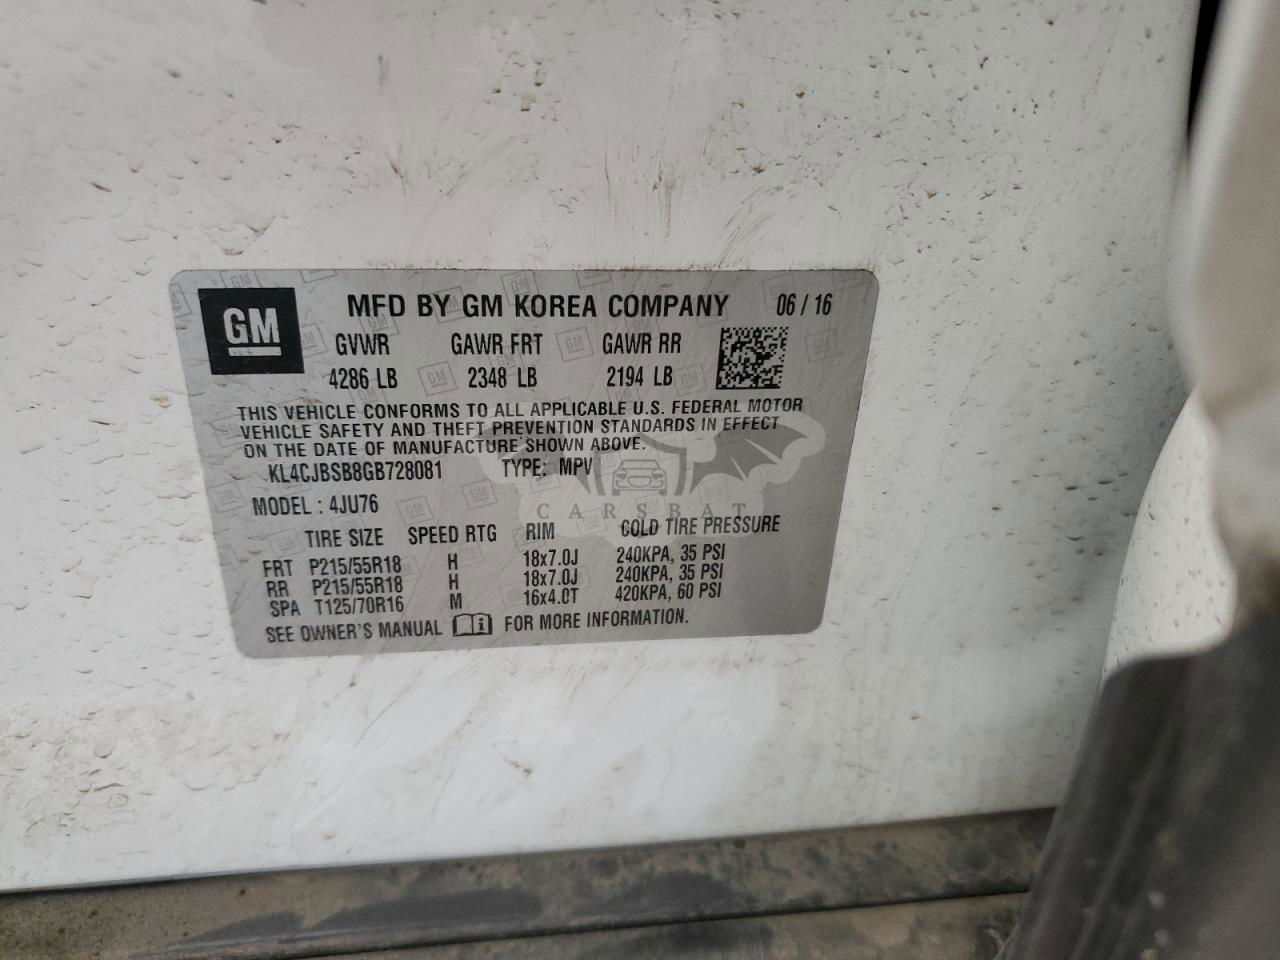 GM
MFD BY GM KOREA COMPANY 06 / 16
GVWR GAWR FRT GAWR RR
4286 LB 2348 LB 2194 LB
THIS VEHICLE CONFORMS TO ALL APPLICABLE U.S. FEDERAL MOTOR
VEHICLE SAFETY AND THEFT PREVENTION STANDARDS IN EFFECT
ON THE DATE OF MANUFACTURE SHOWN ABOVE.
KL4CJBSB8GB728081 TYPE: MPV
MODEL : 4JU76
CARSBAT
TIRE SIZE SPEED RTG RIM COLD TIRE PRESSURE
FRT P215/55R18 H 18x7.0J 240KPA, 35 PSI
RR P215/55R18 H 18x7.0J 240KPA, 35 PSI
SPA T125/70R16 M 16x4.0T 420KPA, 60 PSI
SEE OWNER'S MANUAL i FOR MORE INFORMATION.